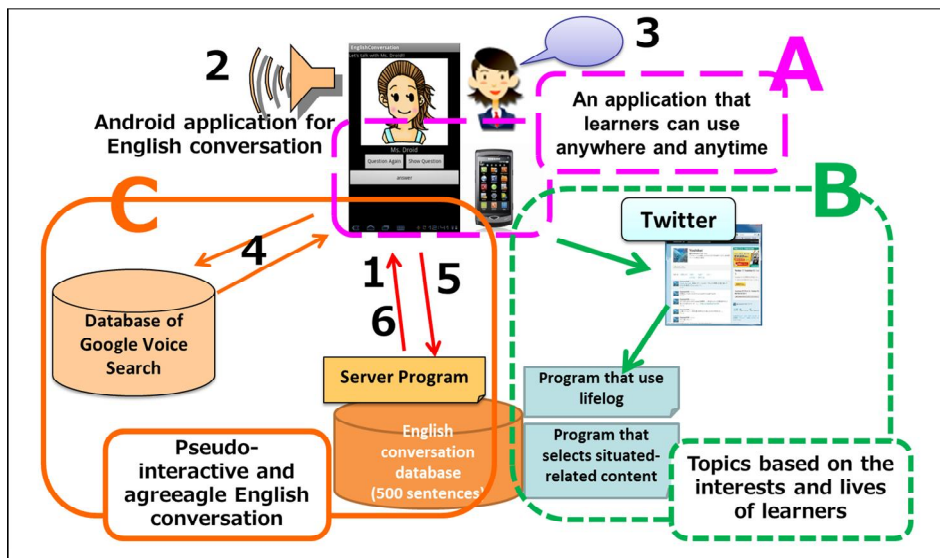 2
3
A
EnglishConversation
Let's talk with Ms. Droid!
Ms. Droid
Question Again
Show Question
answer
Android application for
English conversation
An application that
learners can use
anywhere and anytime
C
B
Twitter
4
1
5
6
Database of
Google Voice
Search
Server Program
English
conversation
database
(500 sentences)
Program that use
lifelog
Program that
selects situated-
related content
Pseudo-
interactive and
agreeagle English
conversation
Topics based on the
interests and lives
of learners